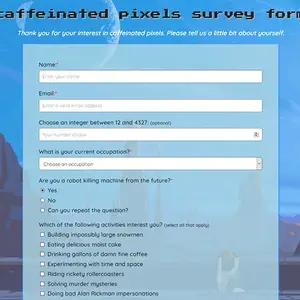 caffeinated pixels survey form
Thank you for your interest in caffeinated pixels. Please tell us a little bit about yourself.
Name:*
Enter your name
Email:*
Enter a valid email address
Choose an integer between 12 and 4327: (optional)
Your number choice
What is your current occupation?*
Choose an occupation
Are you a robot killing machine from the future?*
Yes
No
Can you repeat the question?
Which of the following activities interest you? (select all that apply)
Building impossibly large snowmen
Eating delicious moist cake
Drinking gallons of damn fine coffee
Experimenting with time and space
Riding rickety rollercoasters
Solving murder mysteries
Doing bad Alan Rickman impersonations